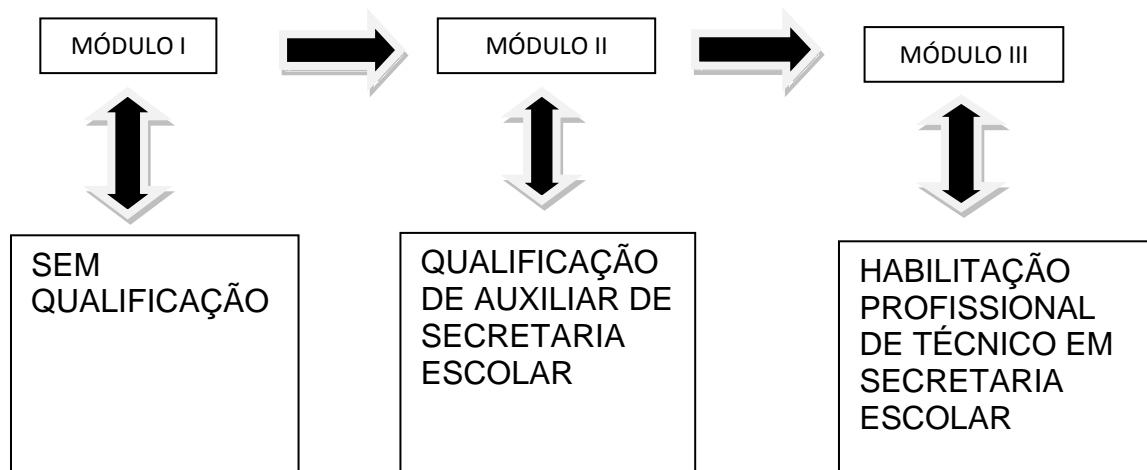 MÓDULO I
MÓDULO II
MÓDULO III
SEM
QUALIFICAÇÃO
QUALIFICAÇÃO
DE AUXILIAR DE
SECRETARIA
ESCOLAR
HABILITAÇÃO
PROFISSIONAL
DE TÉCNICO EM
SECRETARIA
ESCOLAR